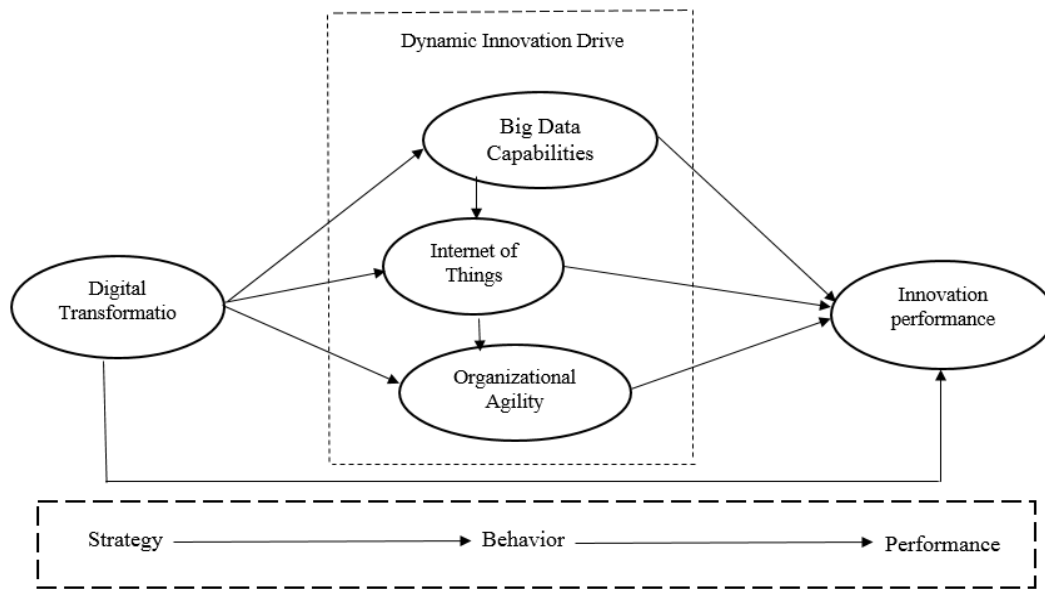 Dynamic Innovation Drive
Big Data
Capabilities
Internet of
Things
Digital
Transformatio
Innovation
performance
Organizational
Agility
Strategy
Behavior
Performance